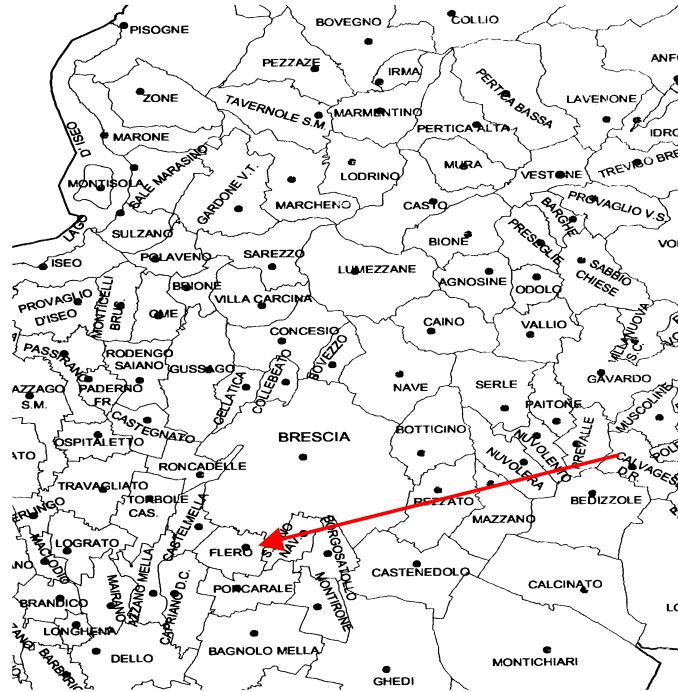 PISOGNE
BOVEGNO
COLLIO
PEZZAZE
IRMA
ZONE
TAVERNOLE S.M.
MARMENTINO
PERTICA BASSA
LAVENONE
PERTICA ALTA
IDRO
MARONE
D'ISEO
MONTISOLA
SALE MARASINO
GARDONE V.T.
LODRINO
MURA
VESTONE
TREVISO BRE
MARCHENO
CASTO
PROVAGLIO V.S.
BARGHE
LAGO
SULZANO
BIONE
PRESEGLIE
ISEO
POLAVENO
SAREZZO
LUMEZZANE
AGNOSINE
ODOLO
SABBIO
CHIESE
BRIONE
PROVAGLIO
D'ISEO
MONTICELLI
BRUS.
OME
VILLA CARCINA
CAINO
VALLIO
VILLANUOVA
S.C.
CONCESIO
PASSIRANO
RODENGO
SAIANO
GUSSAGO
CELLATICA
COLLEBEATO
BOVEZZO
NAVE
SERLE
GAVARDO
AZZAGO
S.M.
PADERNO
FR.
PAITONE
MUSCOLINE
CASTEGNATO
OSPITALETTO
BRESCIA
BOTTICINO
NUVOLENTO
NUVOLERA
PREVALLE
RONCADELLE
CALVAGES
D.R.
TRAVAGLIATO
TORBOLE
CAS.
CASTELMELLA
REZZATO
BEDIZZOLE
MAZZANO
ERLINGO
LOGRATO
FLERO
NAV.
BORGOSATOLLO
MACLODIO
CASTENEDOLO
CALCINATO
BRANDICO
MAIRANO
AZZANO MELLA
CAPRIANO D.C.
PONCARALE
MONTIRONE
LONGHENA
DELLO
BAGNOLO MELLA
MONTICHIARI
GHEDI